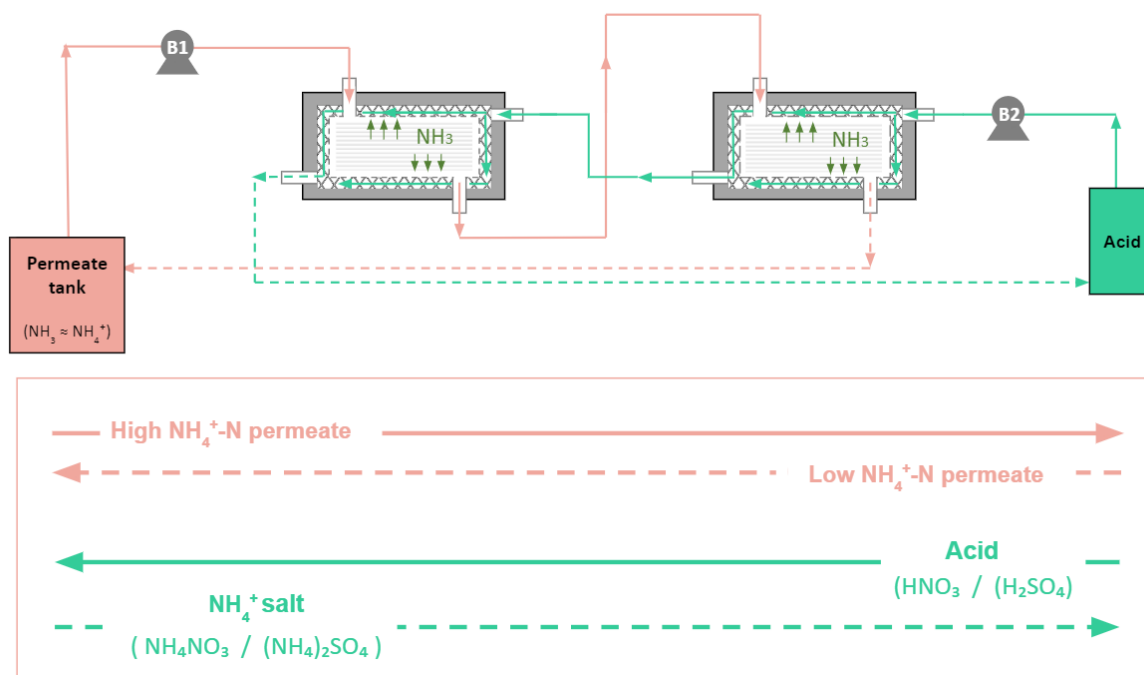 B1
B2
NH₃
NH₃
Permeate
tank
(NH₃ ≈ NH₄⁺)
Acid
High NH₄⁺-N permeate
Low NH₄⁺-N permeate
Acid
(HNO₃ / (H₂SO₄)
NH₄⁺ salt
( NH₄NO₃ / (NH₄)₂SO₄ )